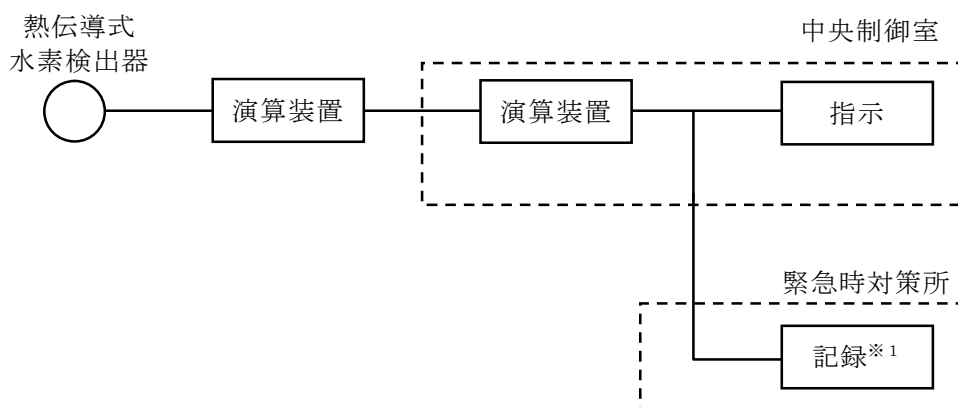 熱伝導式
水素検出器
中央制御室
演算装置
演算装置
指示
緊急時対策所
記録※1